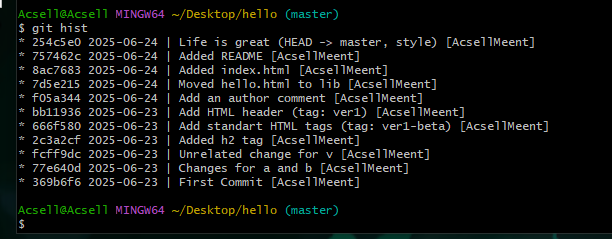 Acsell@Acsell MINGW64 ~/Desktop/hello (master)
$ git hist
* 254c5e0 2025-06-24 | Life is great (HEAD -> master, style) [AcsellMeent]
* 757462c 2025-06-24 | Added README [AcsellMeent]
* 8ac7683 2025-06-24 | Added index.html [AcsellMeent]
* 7d5e215 2025-06-24 | Moved hello.html to lib [AcsellMeent]
* f05a344 2025-06-24 | Add an author comment [AcsellMeent]
* bb11936 2025-06-23 | Add HTML header (tag: ver1) [AcsellMeent]
* 666f580 2025-06-23 | Add standart HTML tags (tag: ver1-beta) [AcsellMeent]
* 2c3a2cf 2025-06-23 | Added h2 tag [AcsellMeent]
* fcff9dc 2025-06-23 | Unrelated change for v [AcsellMeent]
* 77e640d 2025-06-23 | Changes for a and b [AcsellMeent]
* 369b6f6 2025-06-23 | First Commit [AcsellMeent]
Acsell@Acsell MINGW64 ~/Desktop/hello (master)
$